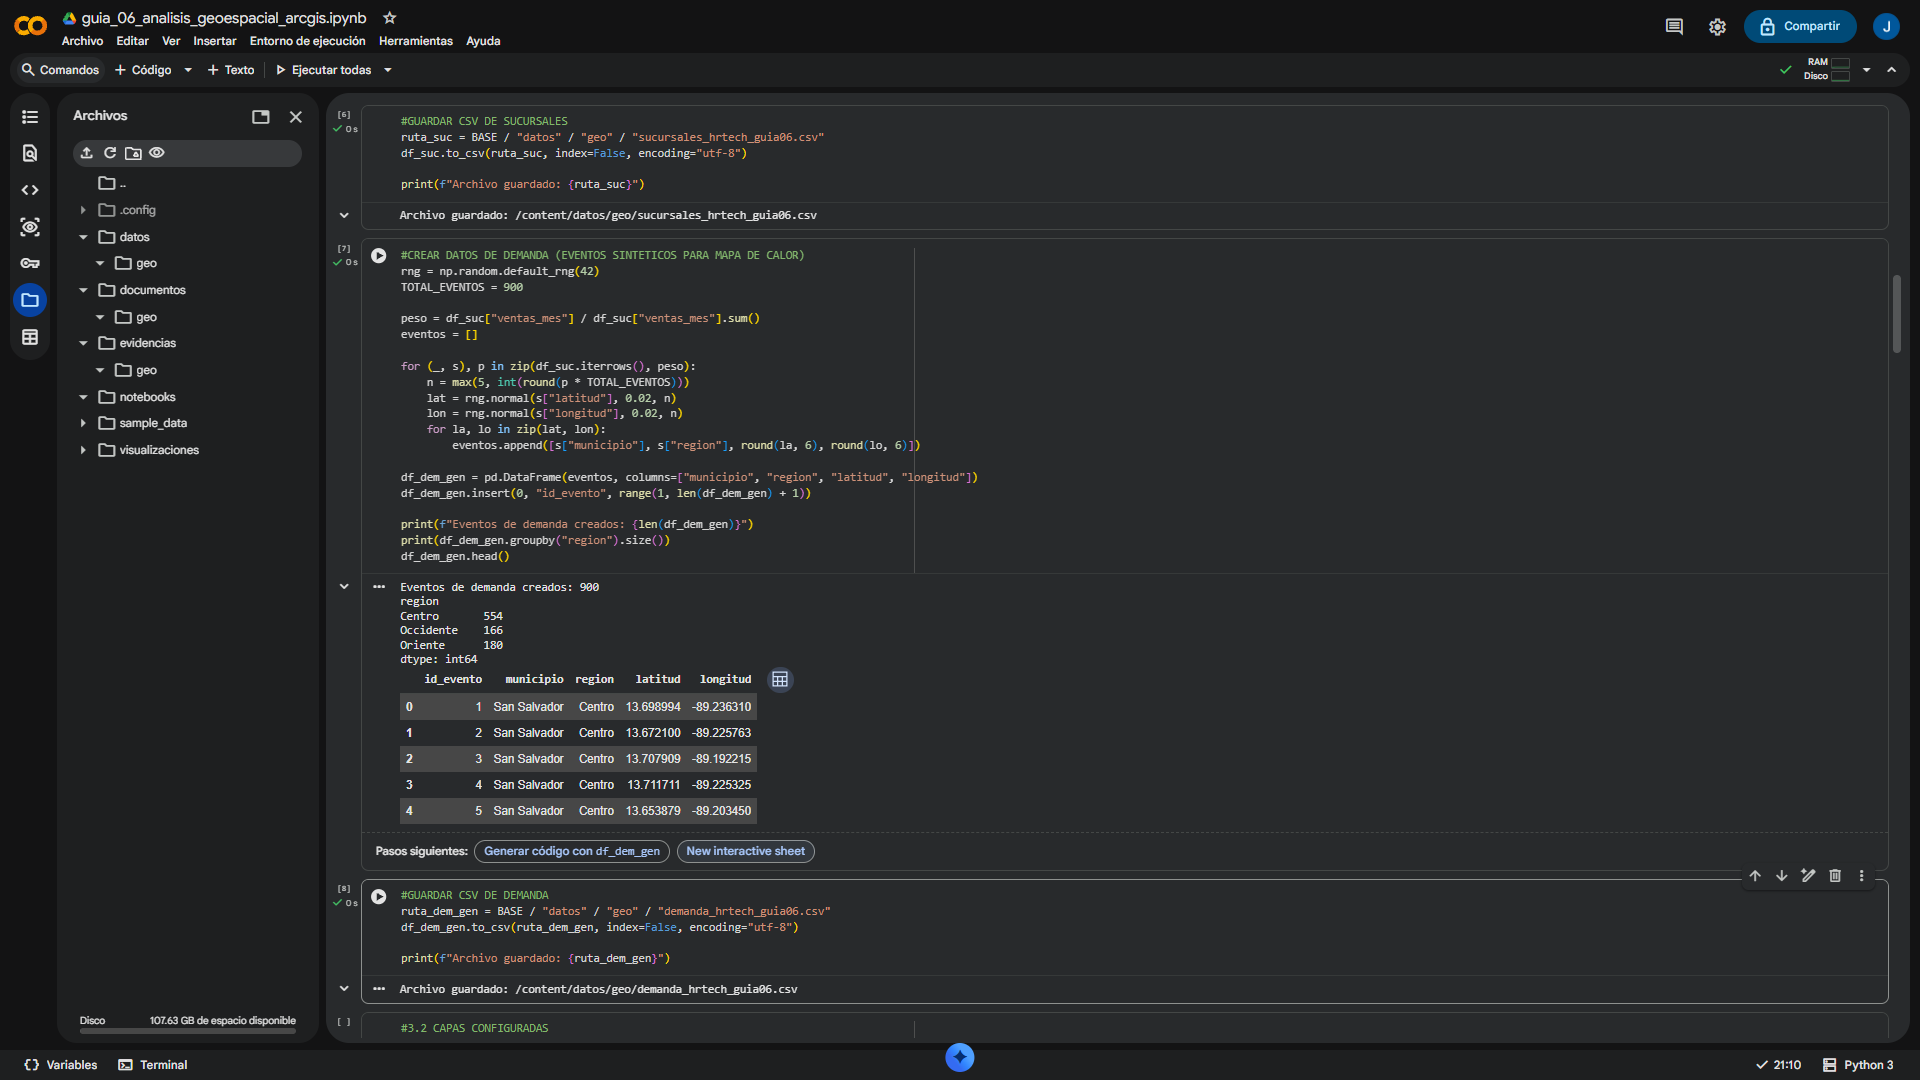 guia_06_analisis_geoespacial_arcgis.ipynb
Archivo Editar Ver Insertar Entorno de ejecución Herramientas Ayuda
Compartir
J
Comandos + Código + Texto Ejecutar todas
RAM
Disco
Archivos
..
.config
datos
geo
documentos
geo
evidencias
geo
notebooks
sample_data
visualizaciones
Disco 107.63 GB de espacio disponible
[6]
0 s
#GUARDAR CSV DE SUCURSALES
ruta_suc = BASE / "datos" / "geo" / "sucursales_hrtech_guia06.csv"
df_suc.to_csv(ruta_suc, index=False, encoding="utf-8")
print(f"Archivo guardado: {ruta_suc}")
Archivo guardado: /content/datos/geo/sucursales_hrtech_guia06.csv
[7]
0 s
#CREAR DATOS DE DEMANDA (EVENTOS SINTETICOS PARA MAPA DE CALOR)
rng = np.random.default_rng(42)
TOTAL_EVENTOS = 900
peso = df_suc["ventas_mes"] / df_suc["ventas_mes"].sum()
eventos = []
for (_, s), p in zip(df_suc.iterrows(), peso):
    n = max(5, int(round(p * TOTAL_EVENTOS)))
    lat = rng.normal(s["latitud"], 0.02, n)
    lon = rng.normal(s["longitud"], 0.02, n)
    for la, lo in zip(lat, lon):
        eventos.append([s["municipio"], s["region"], round(la, 6), round(lo, 6)])
df_dem_gen = pd.DataFrame(eventos, columns=["municipio", "region", "latitud", "longitud"])
df_dem_gen.insert(0, "id_evento", range(1, len(df_dem_gen) + 1))
print(f"Eventos de demanda creados: {len(df_dem_gen)}")
print(df_dem_gen.groupby("region").size())
df_dem_gen.head()
Eventos de demanda creados: 900
region
Centro 554
Occidente 166
Oriente 180
dtype: int64
id_evento municipio region latitud longitud
0 1 San Salvador Centro 13.698994 -89.236310
1 2 San Salvador Centro 13.672100 -89.225763
2 3 San Salvador Centro 13.707909 -89.192215
3 4 San Salvador Centro 13.711711 -89.225325
4 5 San Salvador Centro 13.653879 -89.203450
Pasos siguientes: Generar código con df_dem_gen New interactive sheet
[8]
0 s
#GUARDAR CSV DE DEMANDA
ruta_dem_gen = BASE / "datos" / "geo" / "demanda_hrtech_guia06.csv"
df_dem_gen.to_csv(ruta_dem_gen, index=False, encoding="utf-8")
print(f"Archivo guardado: {ruta_dem_gen}")
Archivo guardado: /content/datos/geo/demanda_hrtech_guia06.csv
[ ]
#3.2 CAPAS CONFIGURADAS
Variables Terminal
21:10 Python 3